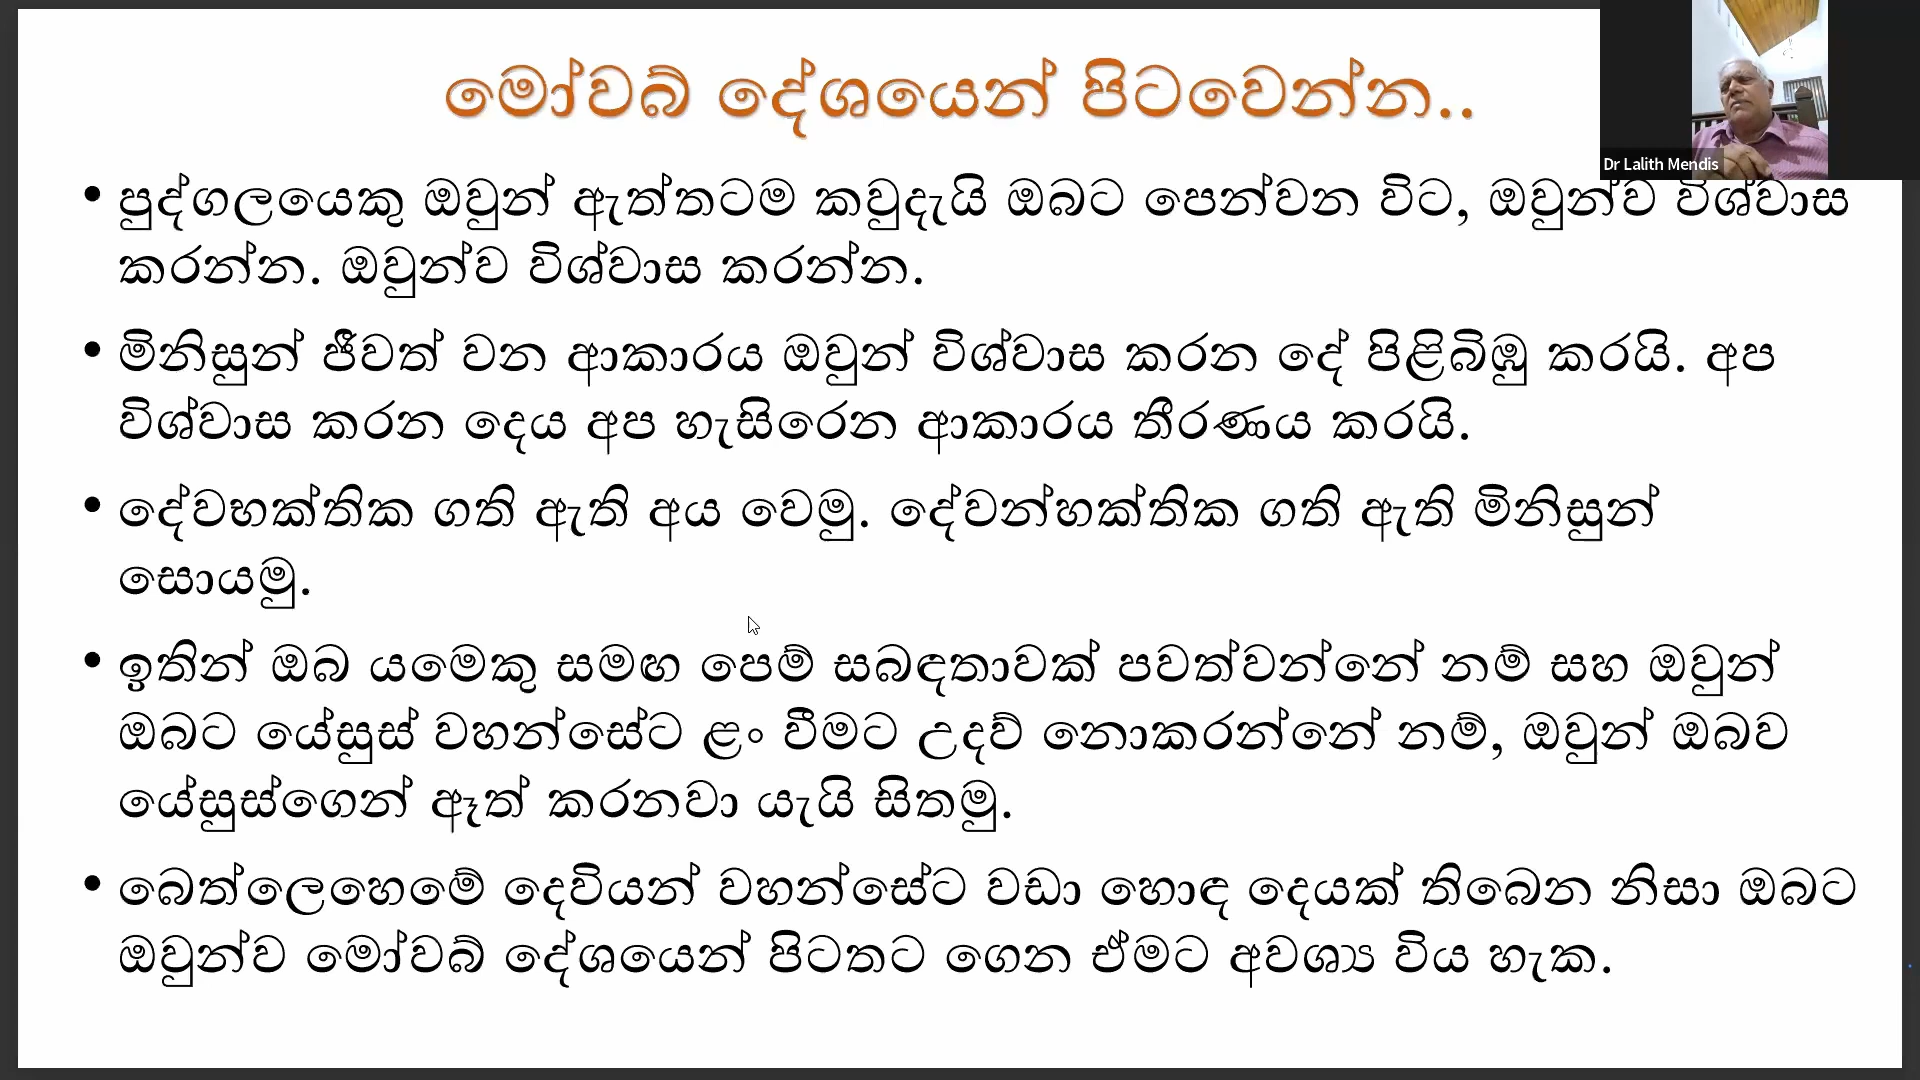 මෝවබ් දේශයෙන් පිටවෙන්න..
Dr Lalith Mendis
• පුද්ගලයෙකු ඔවුන් ඇත්තටම කවුදැයි ඔබට පෙන්වන විට, ඔවුන්ව විශ්වාස
කරන්න. ඔවුන්ව විශ්වාස කරන්න.
• මිනිසුන් ජීවත් වන ආකාරය ඔවුන් විශ්වාස කරන දේ පිළිබිඹු කරයි. අප
විශ්වාස කරන දෙය අප හැසිරෙන ආකාරය තීරණය කරයි.
• දේවභක්තික ගති ඇති අය වෙමු. දේවන්හක්තික ගති ඇති මිනිසුන්
සොයමු.
• ඉතින් ඔබ යමෙකු සමඟ පෙම් සබඳතාවක් පවත්වන්නේ නම් සහ ඔවුන්
ඔබට යේසුස් වහන්සේට ළං වීමට උදව් නොකරන්නේ නම්, ඔවුන් ඔබව
යේසුස්ගෙන් ඈත් කරනවා යැයි සිතමු.
• බෙත්ලෙහෙමේ දෙවියන් වහන්සේට වඩා හොඳ දෙයක් තිබෙන නිසා ඔබට
ඔවුන්ව මෝවබ් දේශයෙන් පිටතට ගෙන ඒමට අවශ්‍ය විය හැක.